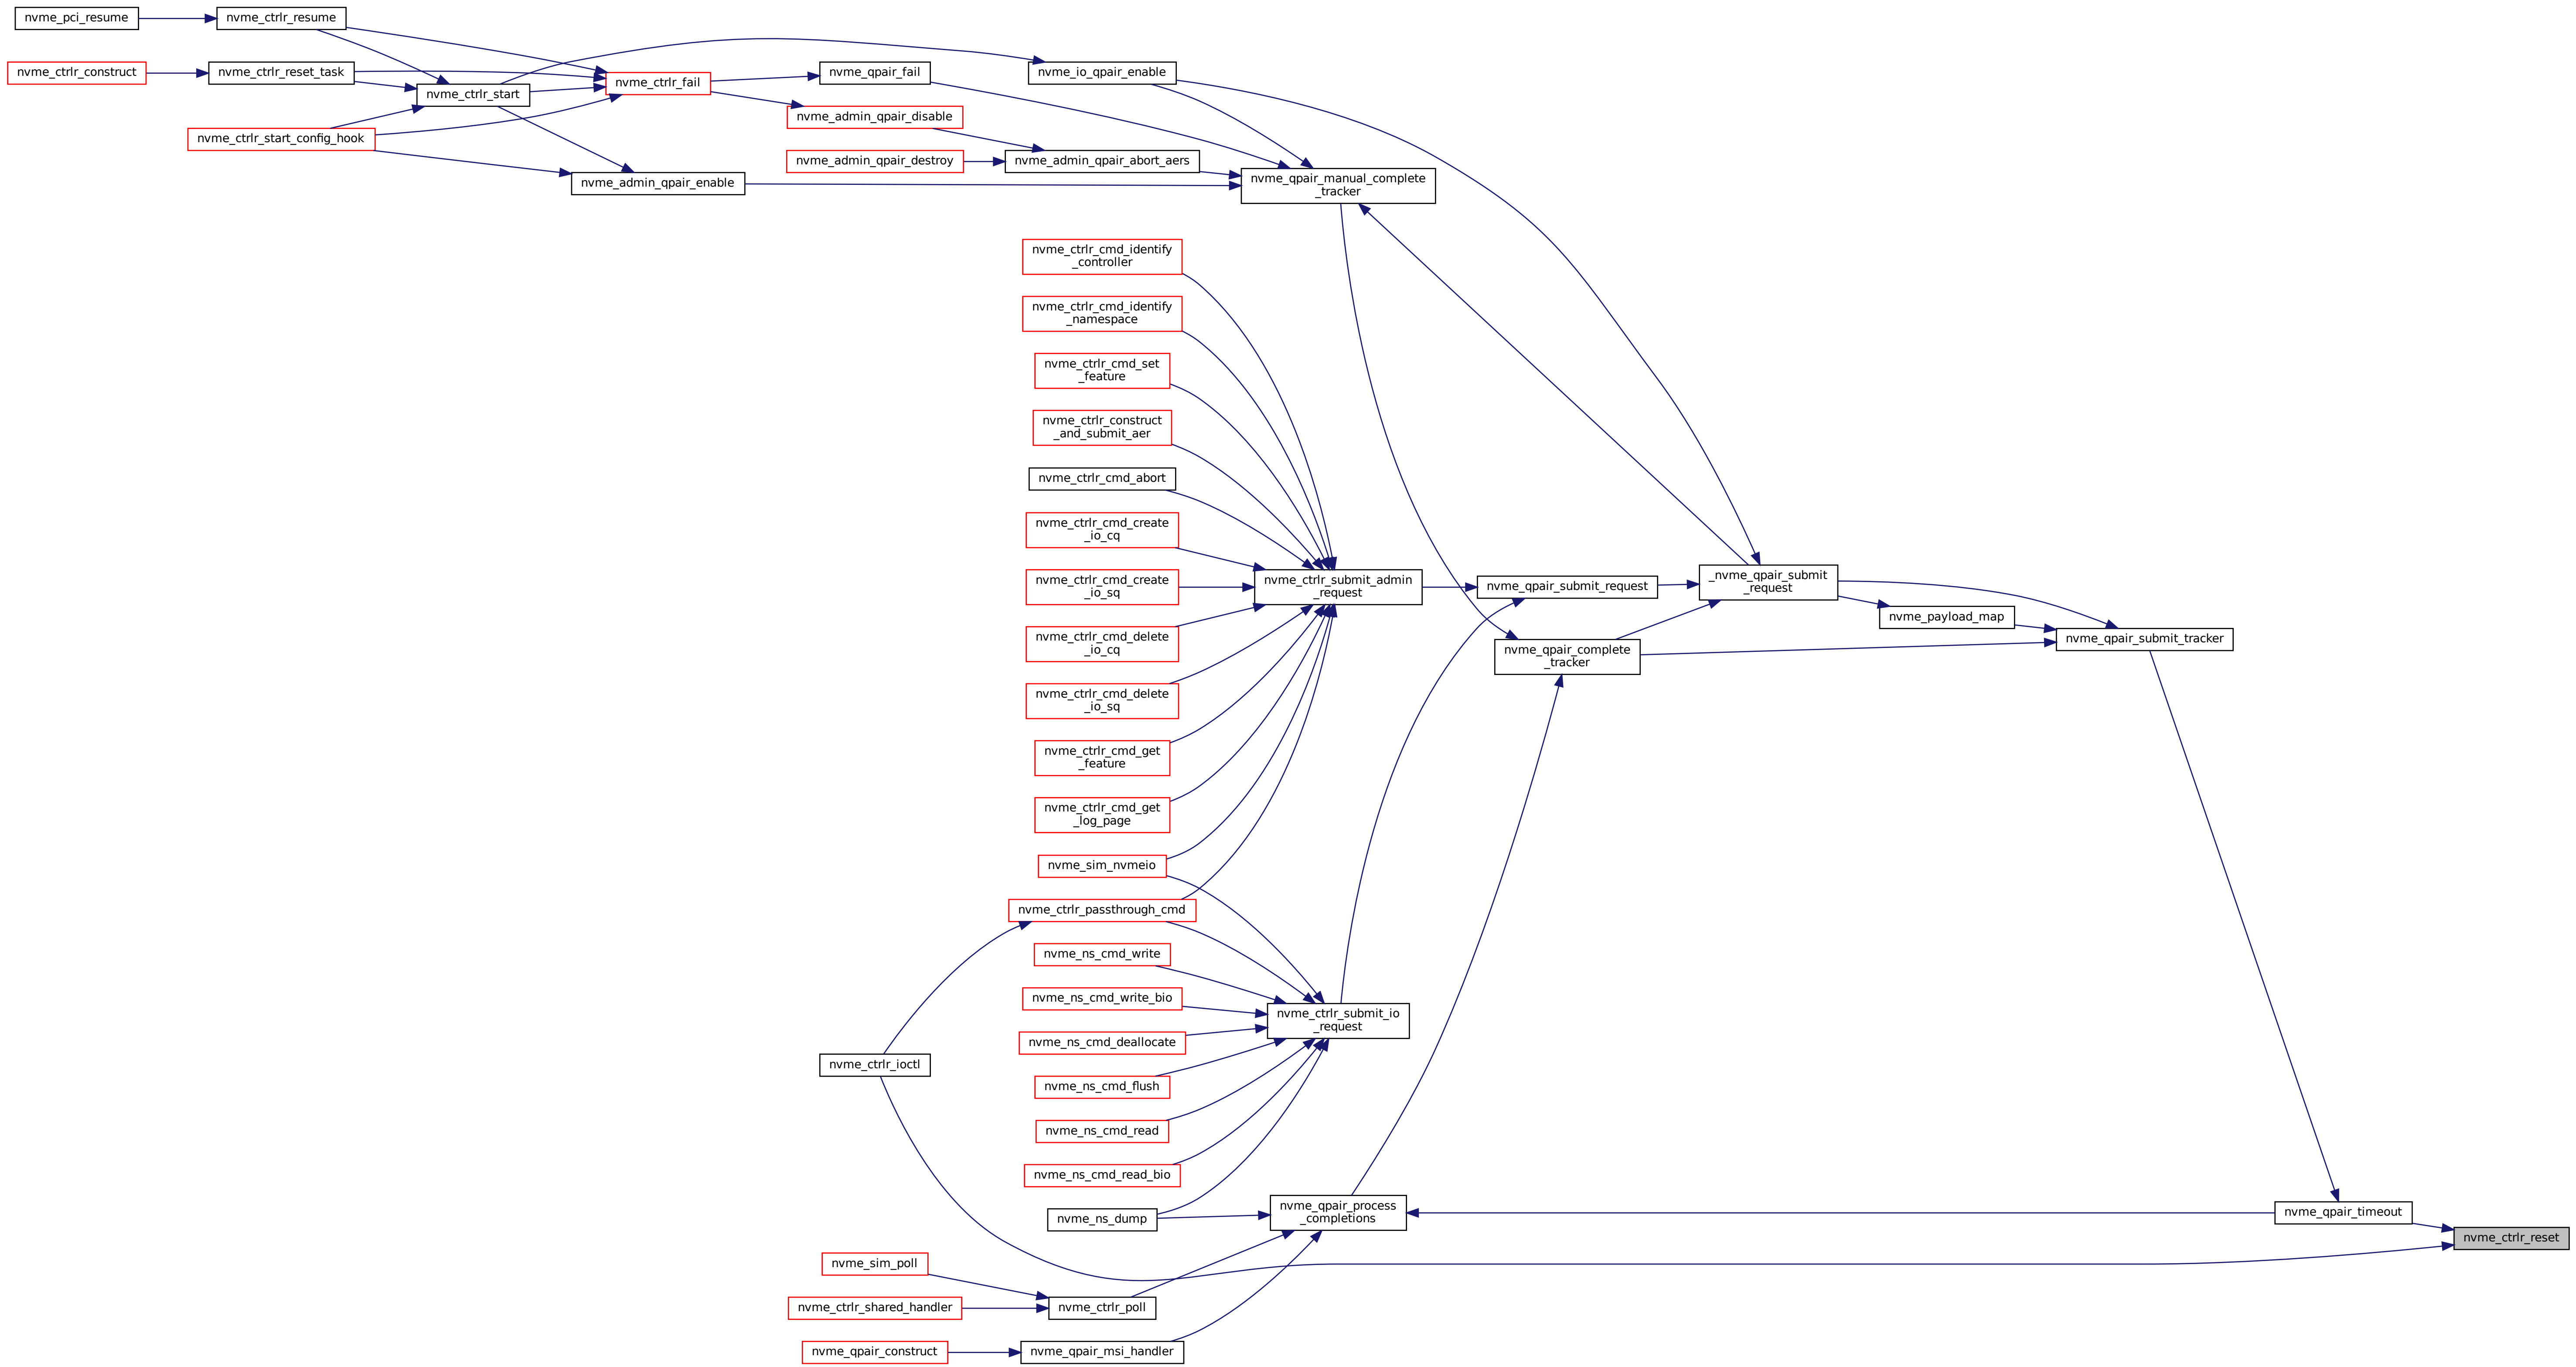 nvme_pci_resume
nvme_ctrlr_resume
nvme_ctrlr_construct
nvme_ctrlr_reset_task
nvme_ctrlr_start
nvme_ctrlr_fail
nvme_qpair_fail
nvme_io_qpair_enable
nvme_ctrlr_start_config_hook
nvme_admin_qpair_disable
nvme_admin_qpair_destroy
nvme_admin_qpair_abort_aers
nvme_admin_qpair_enable
nvme_qpair_manual_complete
_tracker
nvme_ctrlr_cmd_identify
_controller
nvme_ctrlr_cmd_identify
_namespace
nvme_ctrlr_cmd_set
_feature
nvme_ctrlr_construct
_and_submit_aer
nvme_ctrlr_cmd_abort
nvme_ctrlr_cmd_create
_io_cq
nvme_ctrlr_cmd_create
_io_sq
nvme_ctrlr_cmd_delete
_io_cq
nvme_ctrlr_cmd_delete
_io_sq
nvme_ctrlr_cmd_get
_feature
nvme_ctrlr_cmd_get
_log_page
nvme_sim_nvmeio
nvme_ctrlr_passthrough_cmd
nvme_ns_cmd_write
nvme_ns_cmd_write_bio
nvme_ns_cmd_deallocate
nvme_ns_cmd_flush
nvme_ns_cmd_read
nvme_ns_cmd_read_bio
nvme_ns_dump
nvme_ctrlr_submit_admin
_request
nvme_qpair_submit_request
_nvme_qpair_submit
_request
nvme_payload_map
nvme_qpair_submit_tracker
nvme_qpair_complete
_tracker
nvme_ctrlr_submit_io
_request
nvme_ctrlr_ioctl
nvme_qpair_process
_completions
nvme_qpair_timeout
nvme_ctrlr_reset
nvme_sim_poll
nvme_ctrlr_shared_handler
nvme_ctrlr_poll
nvme_qpair_construct
nvme_qpair_msi_handler